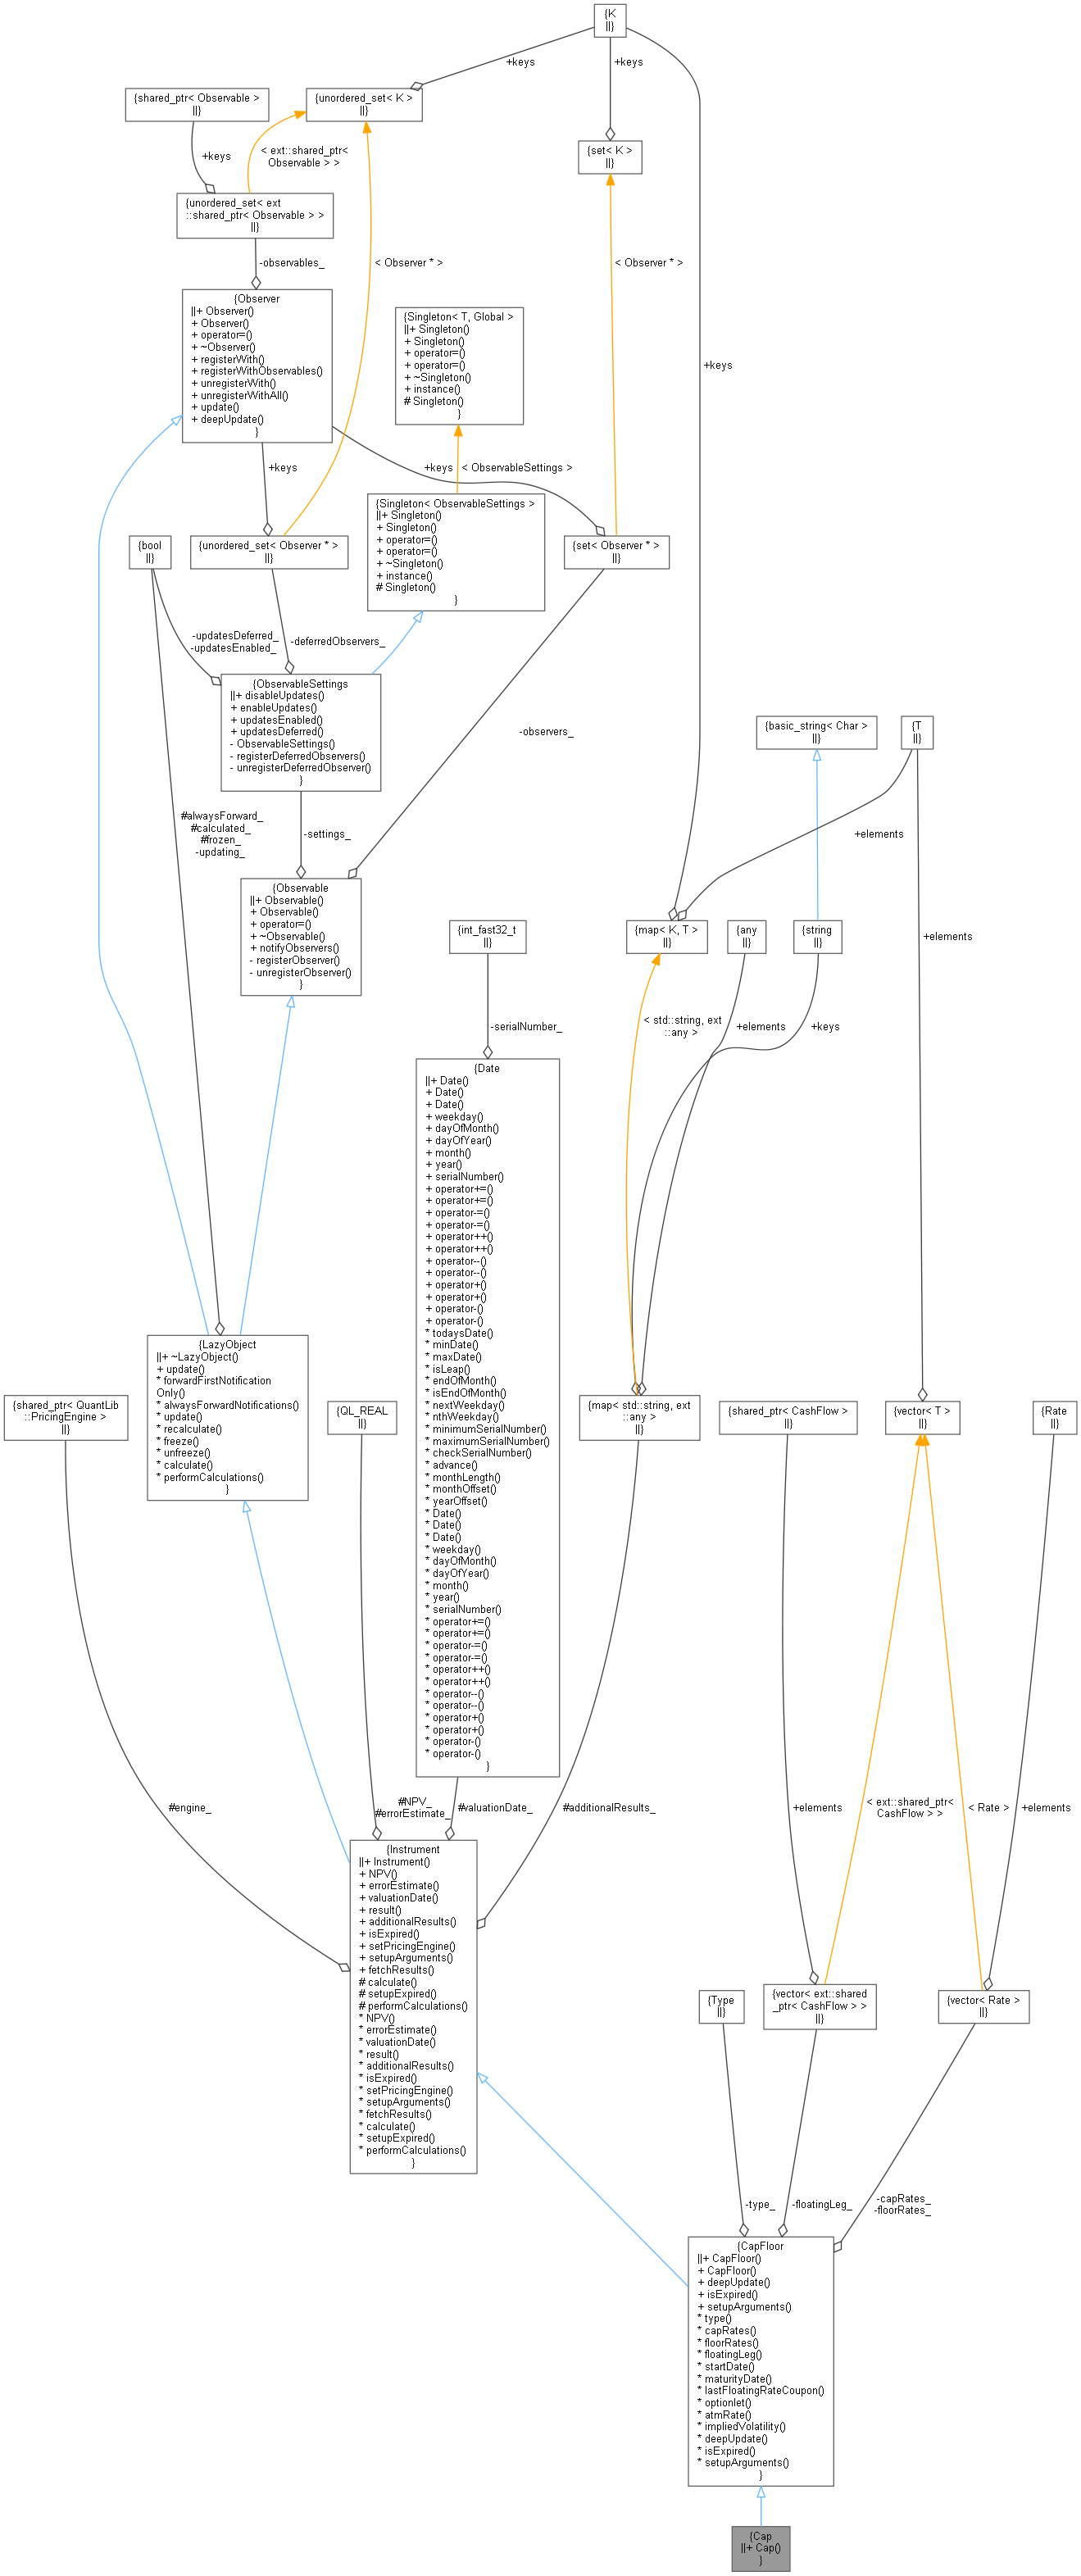 {K
||}
+keys
+keys
{shared_ptr< Observable >
||}
{unordered_set< K >
||}
+keys
< ext::shared_ptr<
Observable > >
{set< K >
||}
{unordered_set< ext
::shared_ptr< Observable > >
||}
-observables_
< Observer * >
< Observer * >
{Observer
||+ Observer()
+ Observer()
+ operator=()
+ ~Observer()
+ registerWith()
+ registerWithObservables()
+ unregisterWith()
+ unregisterWithAll()
+ update()
+ deepUpdate()
}
{Singleton< T, Global >
||+ Singleton()
+ Singleton()
+ operator=()
+ operator=()
+ ~Singleton()
+ instance()
# Singleton()
}
+keys
+keys
+keys
< ObservableSettings >
{bool
||}
{unordered_set< Observer * >
||}
{Singleton< ObservableSettings >
||+ Singleton()
+ Singleton()
+ operator=()
+ operator=()
+ ~Singleton()
+ instance()
# Singleton()
}
{set< Observer * >
||}
-updatesDeferred_
-updatesEnabled_
-deferredObservers_
{ObservableSettings
||+ disableUpdates()
+ enableUpdates()
+ updatesEnabled()
+ updatesDeferred()
- ObservableSettings()
- registerDeferredObservers()
- unregisterDeferredObserver()
}
-observers_
{basic_string< Char >
||}
{T
||}
#alwaysForward_
#calculated_
#frozen_
-updating_
-settings_
+elements
{Observable
||+ Observable()
+ Observable()
+ operator=()
+ ~Observable()
+ notifyObservers()
- registerObserver()
- unregisterObserver()
}
{int_fast32_t
||}
{map< K, T >
||}
{any
||}
{string
||}
+elements
-serialNumber_
< std::string, ext
::any >
+elements
+keys
{Date
||+ Date()
+ Date()
+ Date()
+ weekday()
+ dayOfMonth()
+ dayOfYear()
+ month()
+ year()
+ serialNumber()
+ operator+=()
+ operator+=()
+ operator-=()
+ operator-=()
+ operator++()
+ operator++()
+ operator--()
+ operator--()
+ operator+()
+ operator+()
+ operator-()
+ operator-()
* todaysDate()
* minDate()
* maxDate()
* isLeap()
* endOfMonth()
* isEndOfMonth()
* nextWeekday()
* nthWeekday()
* minimumSerialNumber()
* maximumSerialNumber()
* checkSerialNumber()
* advance()
* monthLength()
* monthOffset()
* yearOffset()
* Date()
* Date()
* Date()
* weekday()
* dayOfMonth()
* dayOfYear()
* month()
* year()
* serialNumber()
* operator+=()
* operator+=()
* operator-=()
* operator-=()
* operator++()
* operator++()
* operator--()
* operator--()
* operator+()
* operator+()
* operator-()
* operator-()
}
{LazyObject
||+ ~LazyObject()
+ update()
* forwardFirstNotification
Only()
* alwaysForwardNotifications()
* update()
* recalculate()
* freeze()
* unfreeze()
* calculate()
* performCalculations()
}
{shared_ptr< QuantLib
::PricingEngine >
||}
{QL_REAL
||}
{map< std::string, ext
::any >
||}
{shared_ptr< CashFlow >
||}
{vector< T >
||}
{Rate
||}
#engine_
#NPV_
#errorEstimate_
#valuationDate_
#additionalResults_
+elements
< ext::shared_ptr<
CashFlow > >
< Rate >
+elements
{Instrument
||+ Instrument()
+ NPV()
+ errorEstimate()
+ valuationDate()
+ result()
+ additionalResults()
+ isExpired()
+ setPricingEngine()
+ setupArguments()
+ fetchResults()
# calculate()
# setupExpired()
# performCalculations()
* NPV()
* errorEstimate()
* valuationDate()
* result()
* additionalResults()
* isExpired()
* setPricingEngine()
* setupArguments()
* fetchResults()
* calculate()
* setupExpired()
* performCalculations()
}
{Type
||}
{vector< ext::shared
_ptr< CashFlow > >
||}
{vector< Rate >
||}
-type_
-floatingLeg_
-capRates_
-floorRates_
{CapFloor
||+ CapFloor()
+ CapFloor()
+ deepUpdate()
+ isExpired()
+ setupArguments()
* type()
* capRates()
* floorRates()
* floatingLeg()
* startDate()
* maturityDate()
* lastFloatingRateCoupon()
* optionlet()
* atmRate()
* impliedVolatility()
* deepUpdate()
* isExpired()
* setupArguments()
}
{Cap
||+ Cap()
}